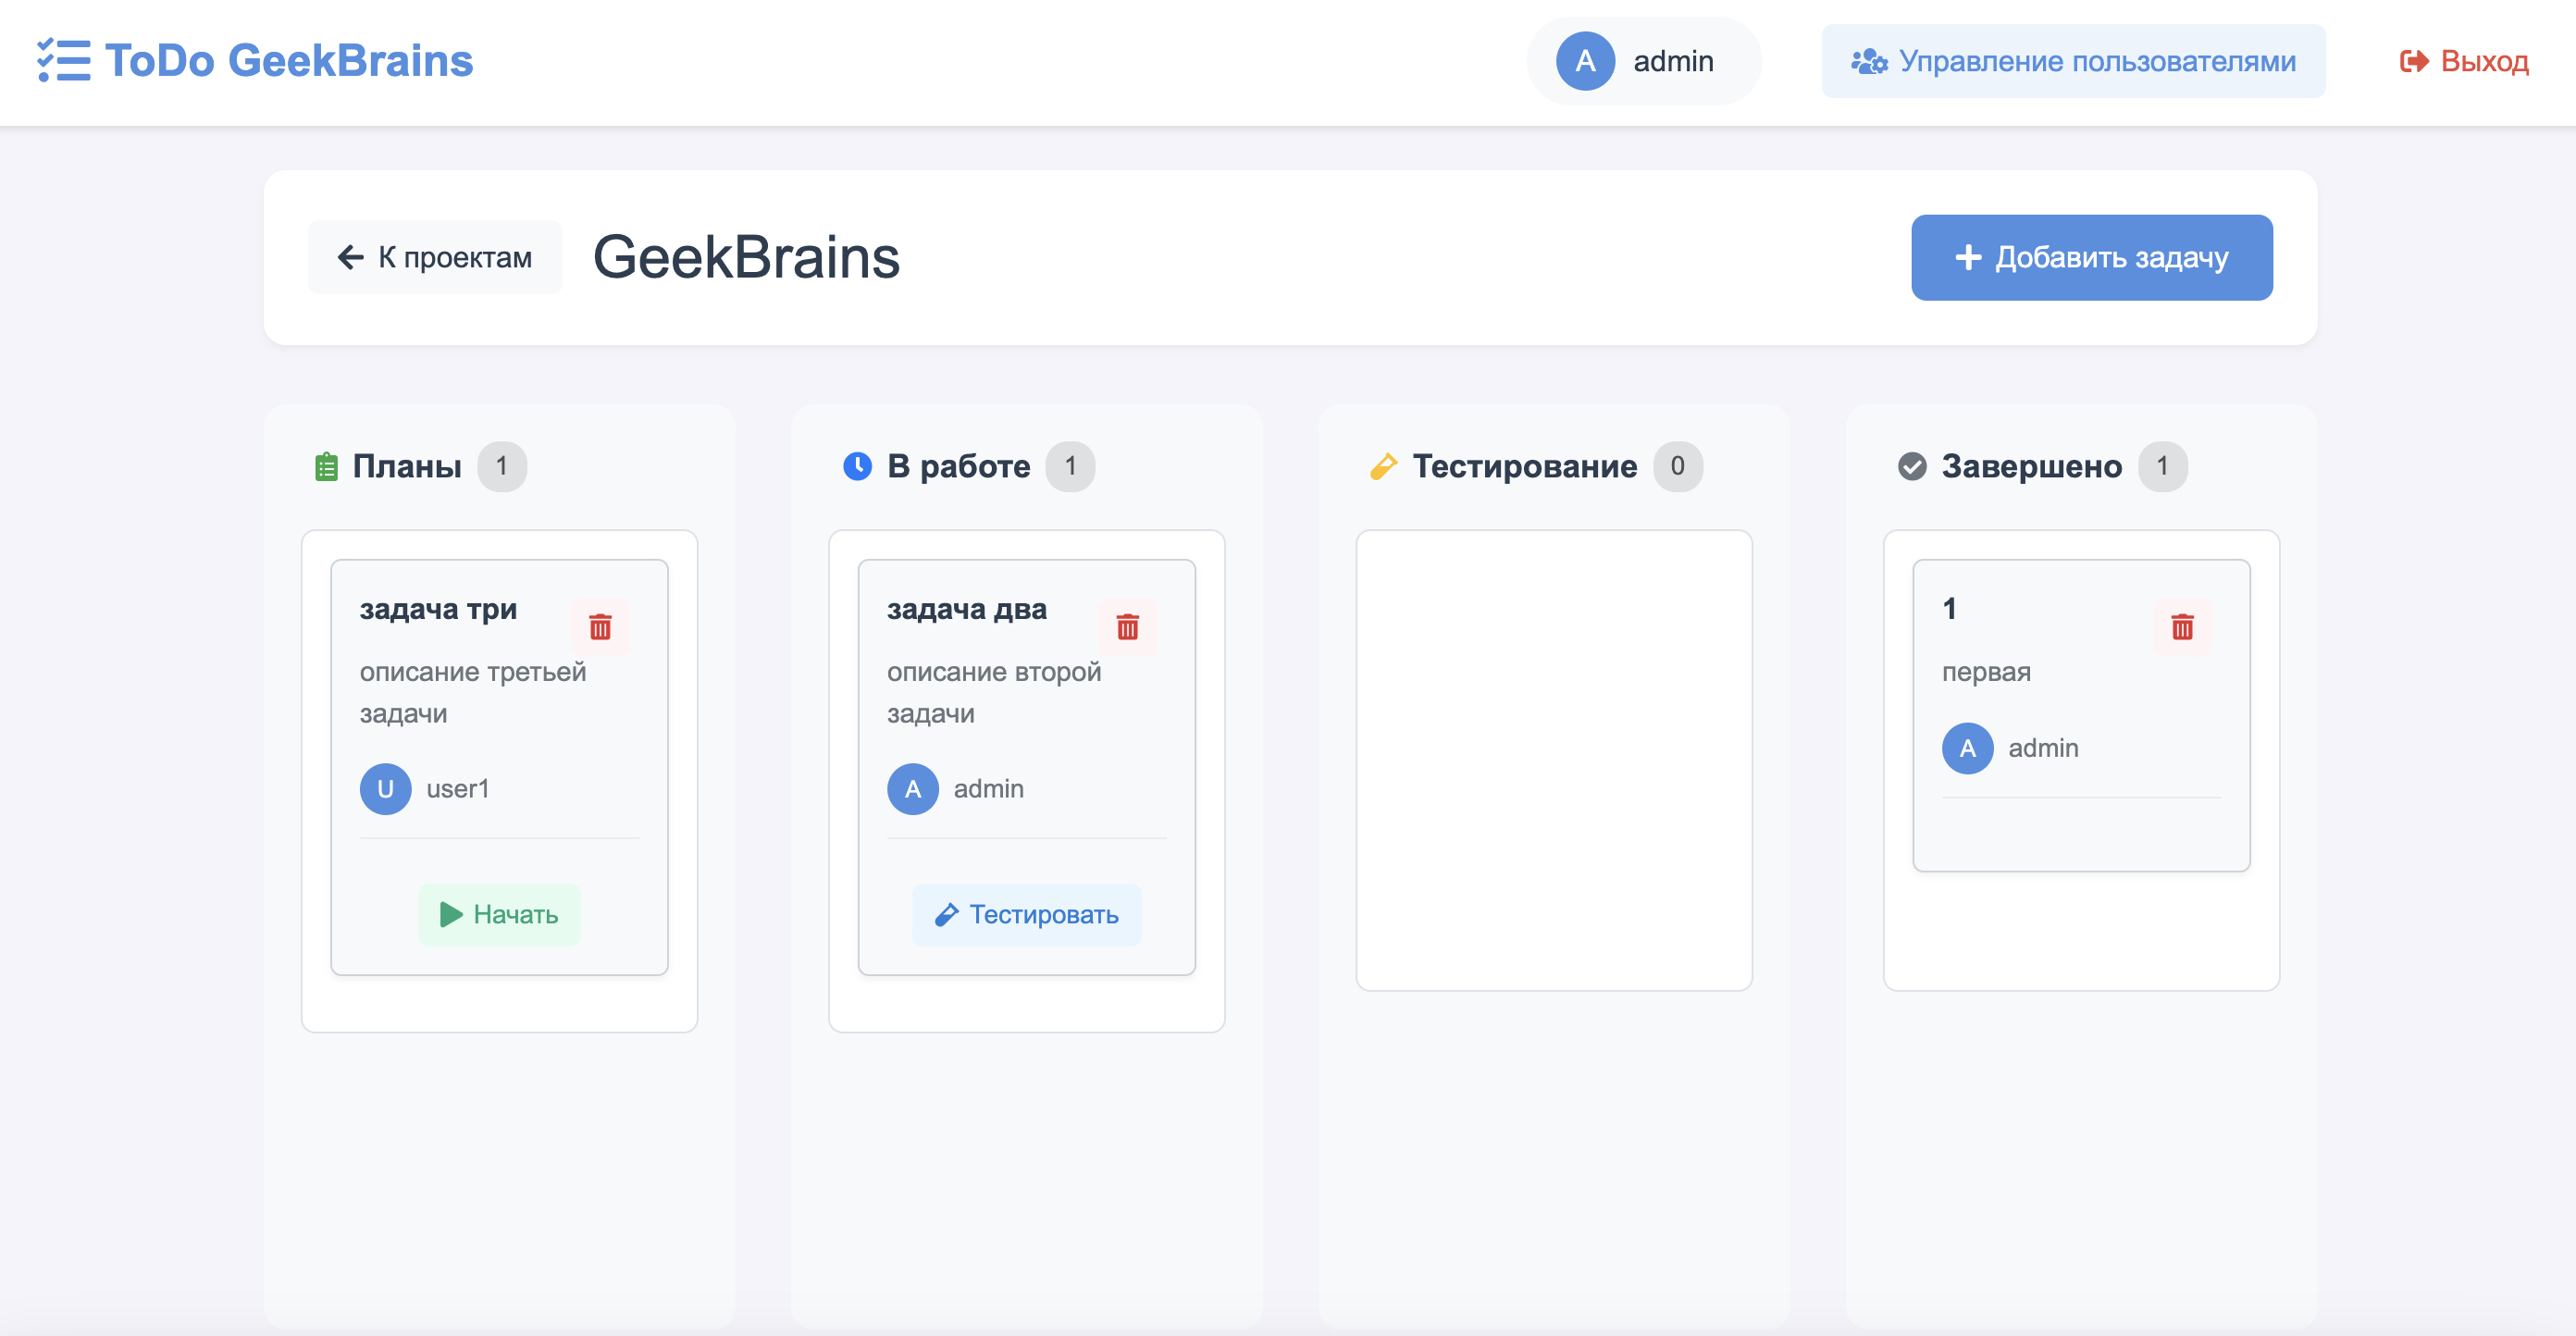 ToDo GeekBrains
A admin
Управление пользователями
Выход
К проектам
GeekBrains
Добавить задачу
Планы 1
задача три
описание третьей
задачи
U user1
Начать
В работе 1
задача два
описание второй
задачи
A admin
Тестировать
Тестирование 0
Завершено 1
1
первая
A admin